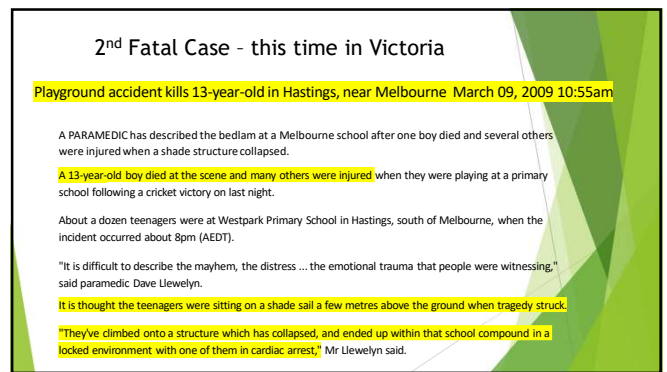 2nd Fatal Case – this time in Victoria
Playground accident kills 13-year-old in Hastings, near Melbourne March 09, 2009 10:55am
A PARAMEDIC has described the bedlam at a Melbourne school after one boy died and several others
were injured when a shade structure collapsed.
A 13-year-old boy died at the scene and many others were injured when they were playing at a primary
school following a cricket victory on last night.
About a dozen teenagers were at Westpark Primary School in Hastings, south of Melbourne, when the
incident occurred about 8pm (AEDT).
"It is difficult to describe the mayhem, the distress ... the emotional trauma that people were witnessing,"
said paramedic Dave Llewelyn.
It is thought the teenagers were sitting on a shade sail a few metres above the ground when tragedy struck.
"They've climbed onto a structure which has collapsed, and ended up within that school compound in a
locked environment with one of them in cardiac arrest," Mr Llewelyn said.